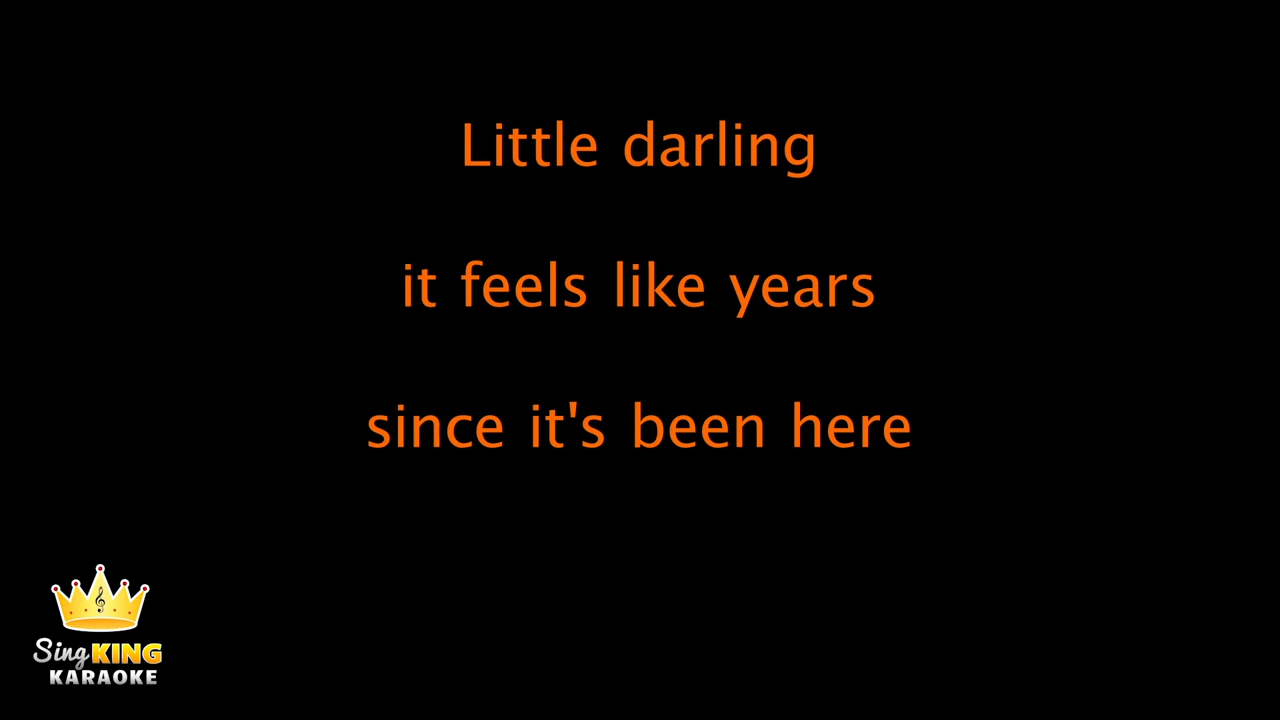 Little darling
it feels like years
since it's been here
Sing KING
KARAOKE